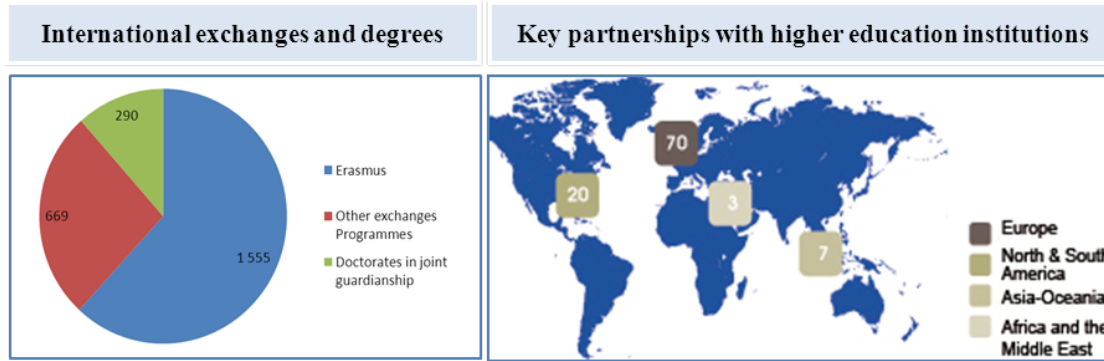 International exchanges and degrees
Key partnerships with higher education institutions
290
669
1 555
Erasmus
Other exchanges
Programmes
Doctorates in joint
guardianship
70
20
3
7
Europe
North & South
America
Asia-Oceania
Africa and the
Middle East